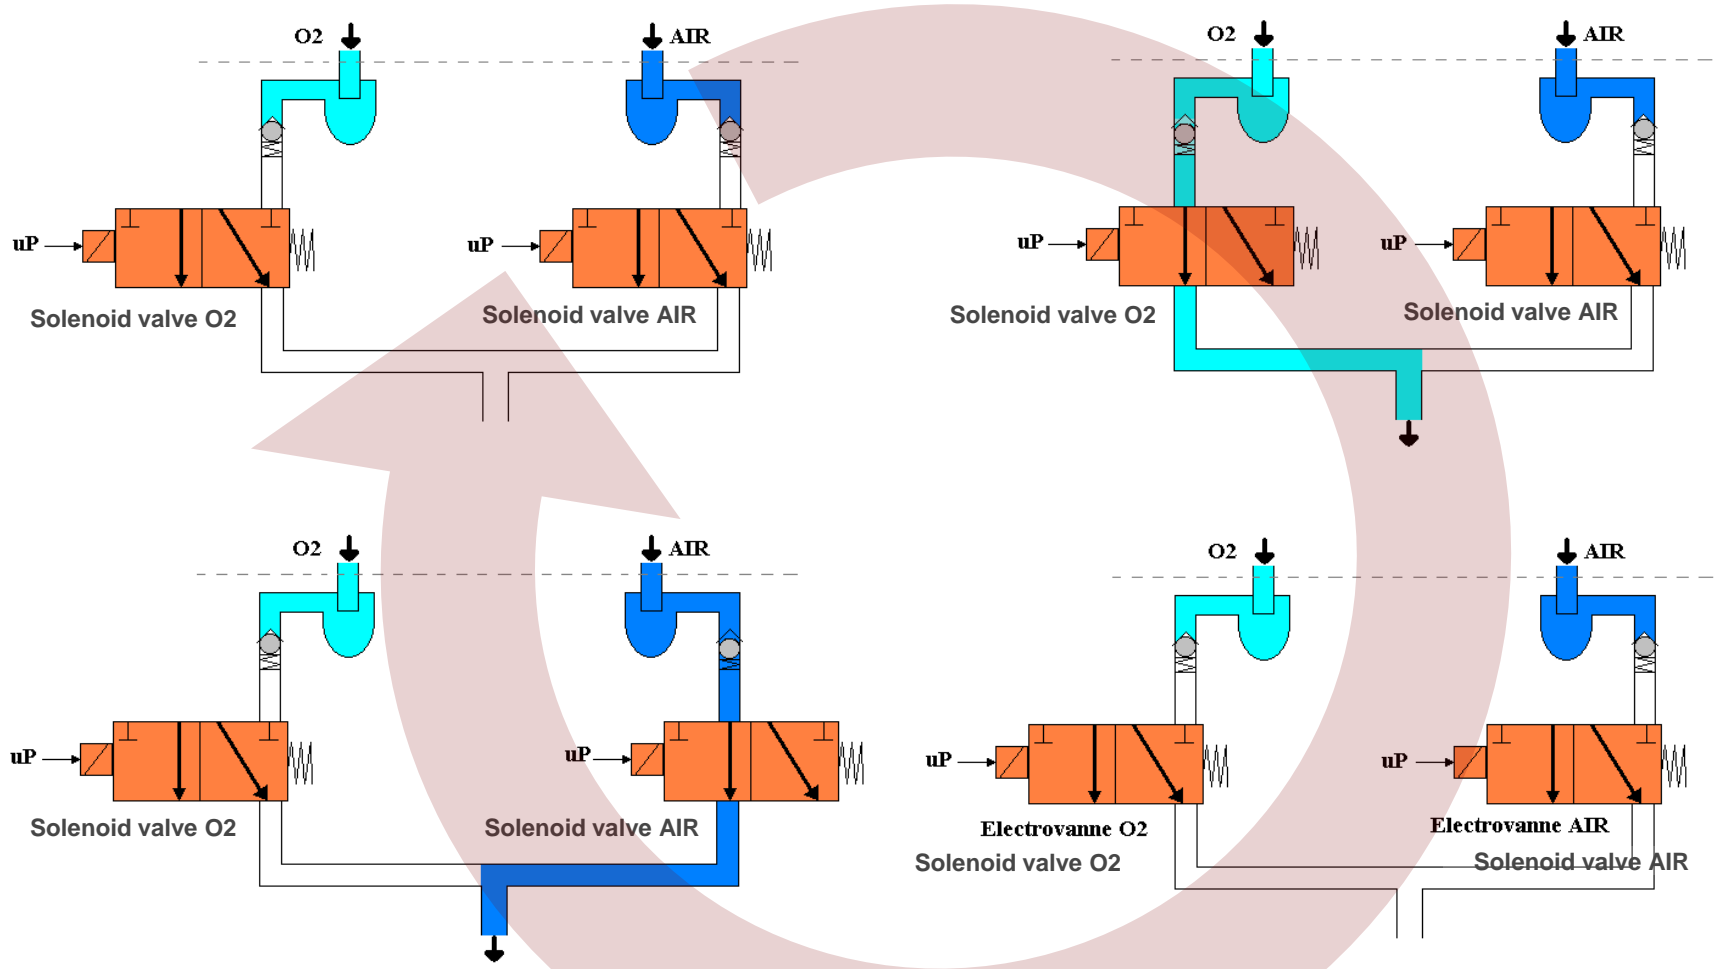 O2
AIR
uP
uP
Solenoid valve O2
Solenoid valve AIR
O2
AIR
uP
uP
Solenoid valve O2
Solenoid valve AIR
O2
AIR
uP
uP
Solenoid valve O2
Solenoid valve AIR
O2
AIR
uP
uP
Electrovanne O2
Electrovanne AIR
Solenoid valve O2
Solenoid valve AIR